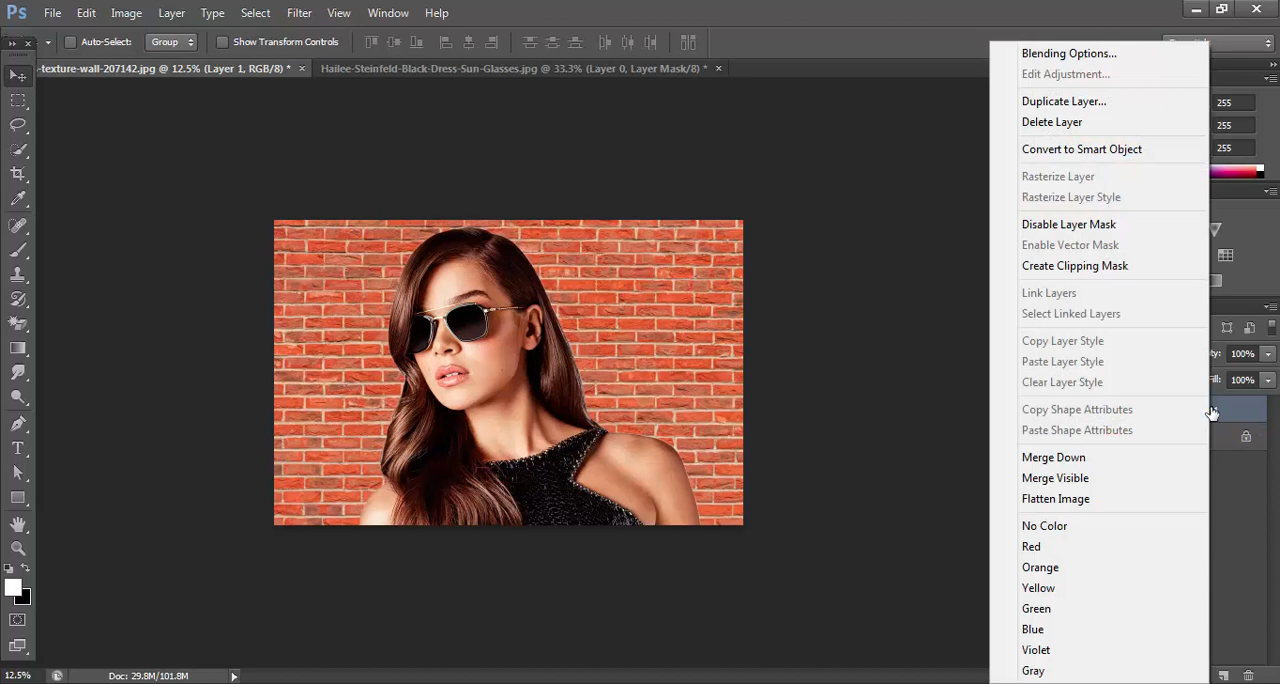 Ps File Edit Image Layer Type Select Filter View Window Help
Auto-Select: Group Show Transform Controls
-texture-wall-207142.jpg @ 12.5% (Layer 1, RGB/8) * × Hailee-Steinfeld-Black-Dress-Sun-Glasses.jpg @ 33.3% (Layer 0, Layer Mask/8) * ×
Blending Options...
Edit Adjustment...
Duplicate Layer...
Delete Layer
Convert to Smart Object
Rasterize Layer
Rasterize Layer Style
Disable Layer Mask
Enable Vector Mask
Create Clipping Mask
Link Layers
Select Linked Layers
Copy Layer Style
Paste Layer Style
Clear Layer Style
Copy Shape Attributes
Paste Shape Attributes
Merge Down
Merge Visible
Flatten Image
No Color
Red
Orange
Yellow
Green
Blue
Violet
Gray
255
255
255
100%
100%
12.5% Doc: 29.8M/101.8M